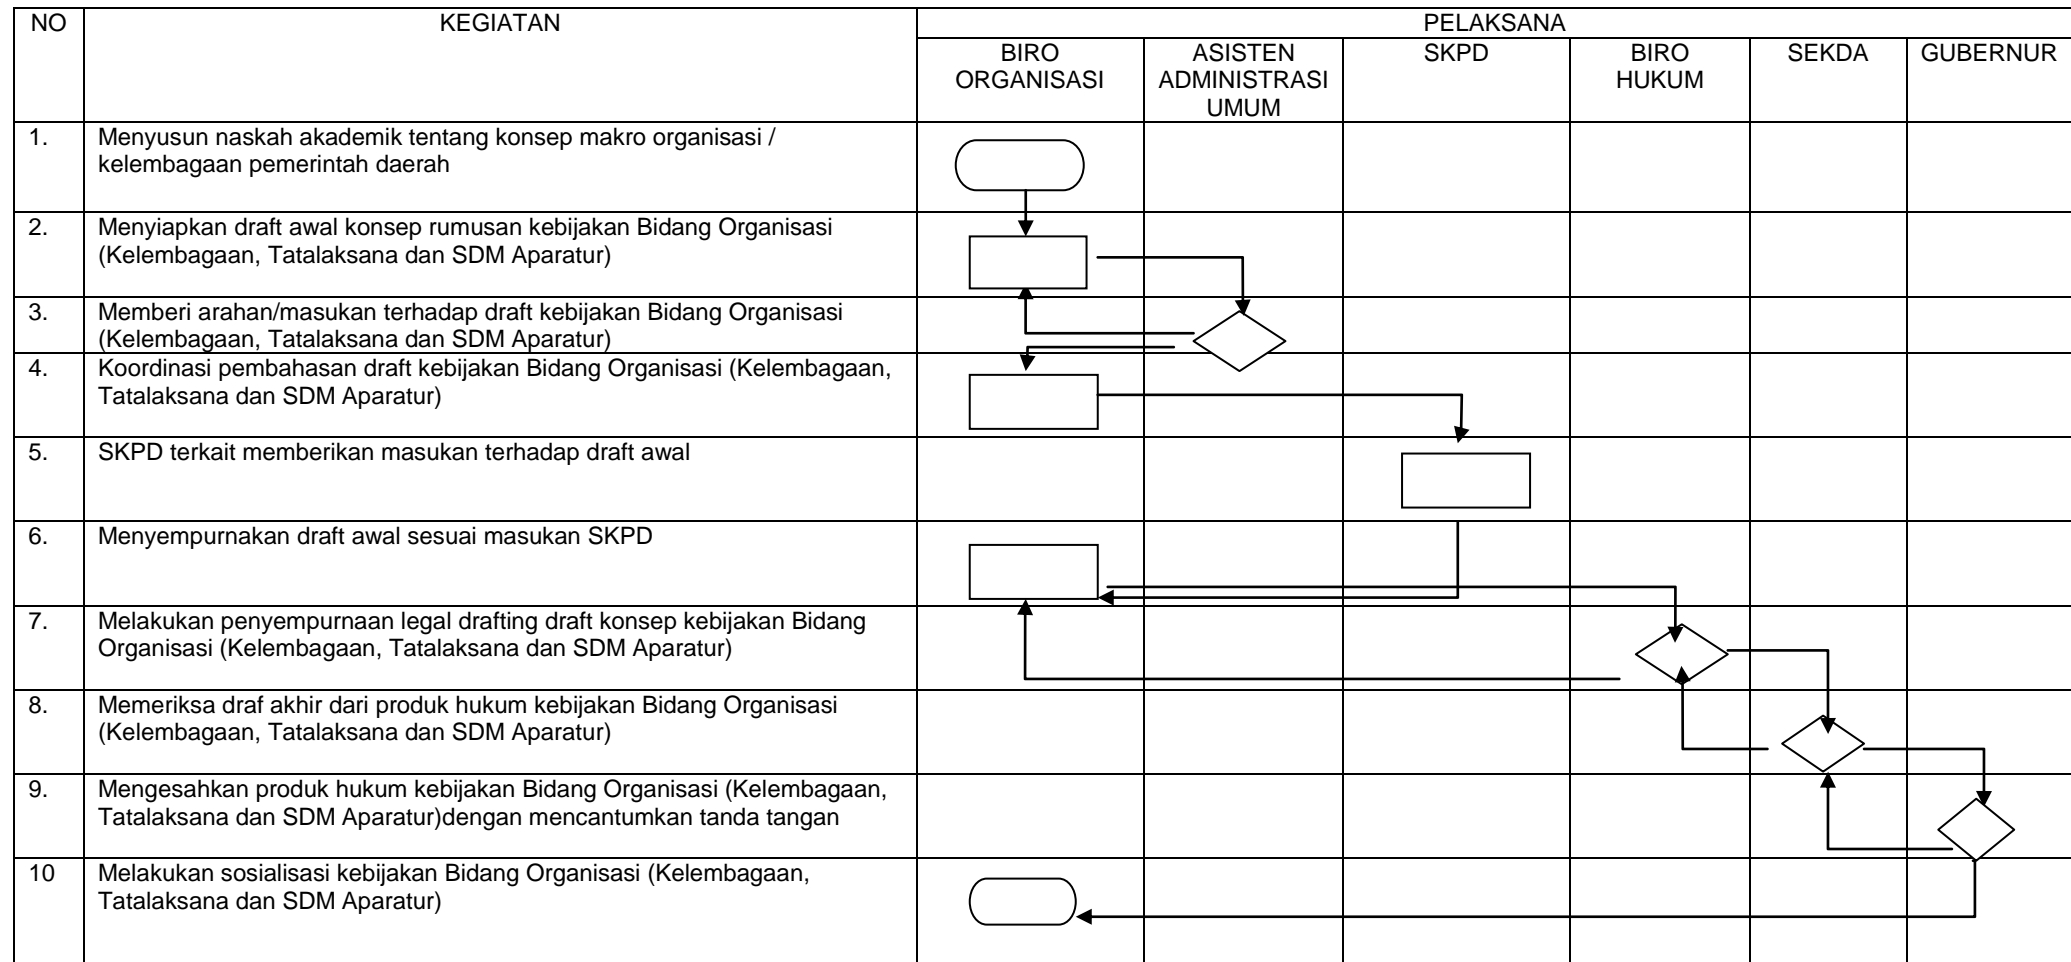 NO
KEGIATAN
PELAKSANA
BIRO
ORGANISASI
ASISTEN
ADMINISTRASI
UMUM
SKPD
BIRO
HUKUM
SEKDA
GUBERNUR
1.
Menyusun naskah akademik tentang konsep makro organisasi /
kelembagaan pemerintah daerah
2.
Menyiapkan draft awal konsep rumusan kebijakan Bidang Organisasi
(Kelembagaan, Tatalaksana dan SDM Aparatur)
3.
Memberi arahan/masukan terhadap draft kebijakan Bidang Organisasi
(Kelembagaan, Tatalaksana dan SDM Aparatur)
4.
Koordinasi pembahasan draft kebijakan Bidang Organisasi (Kelembagaan,
Tatalaksana dan SDM Aparatur)
5.
SKPD terkait memberikan masukan terhadap draft awal
6.
Menyempurnakan draft awal sesuai masukan SKPD
7.
Melakukan penyempurnaan legal drafting draft konsep kebijakan Bidang
Organisasi (Kelembagaan, Tatalaksana dan SDM Aparatur)
8.
Memeriksa draf akhir dari produk hukum kebijakan Bidang Organisasi
(Kelembagaan, Tatalaksana dan SDM Aparatur)
9.
Mengesahkan produk hukum kebijakan Bidang Organisasi (Kelembagaan,
Tatalaksana dan SDM Aparatur)dengan mencantumkan tanda tangan
10
Melakukan sosialisasi kebijakan Bidang Organisasi (Kelembagaan,
Tatalaksana dan SDM Aparatur)